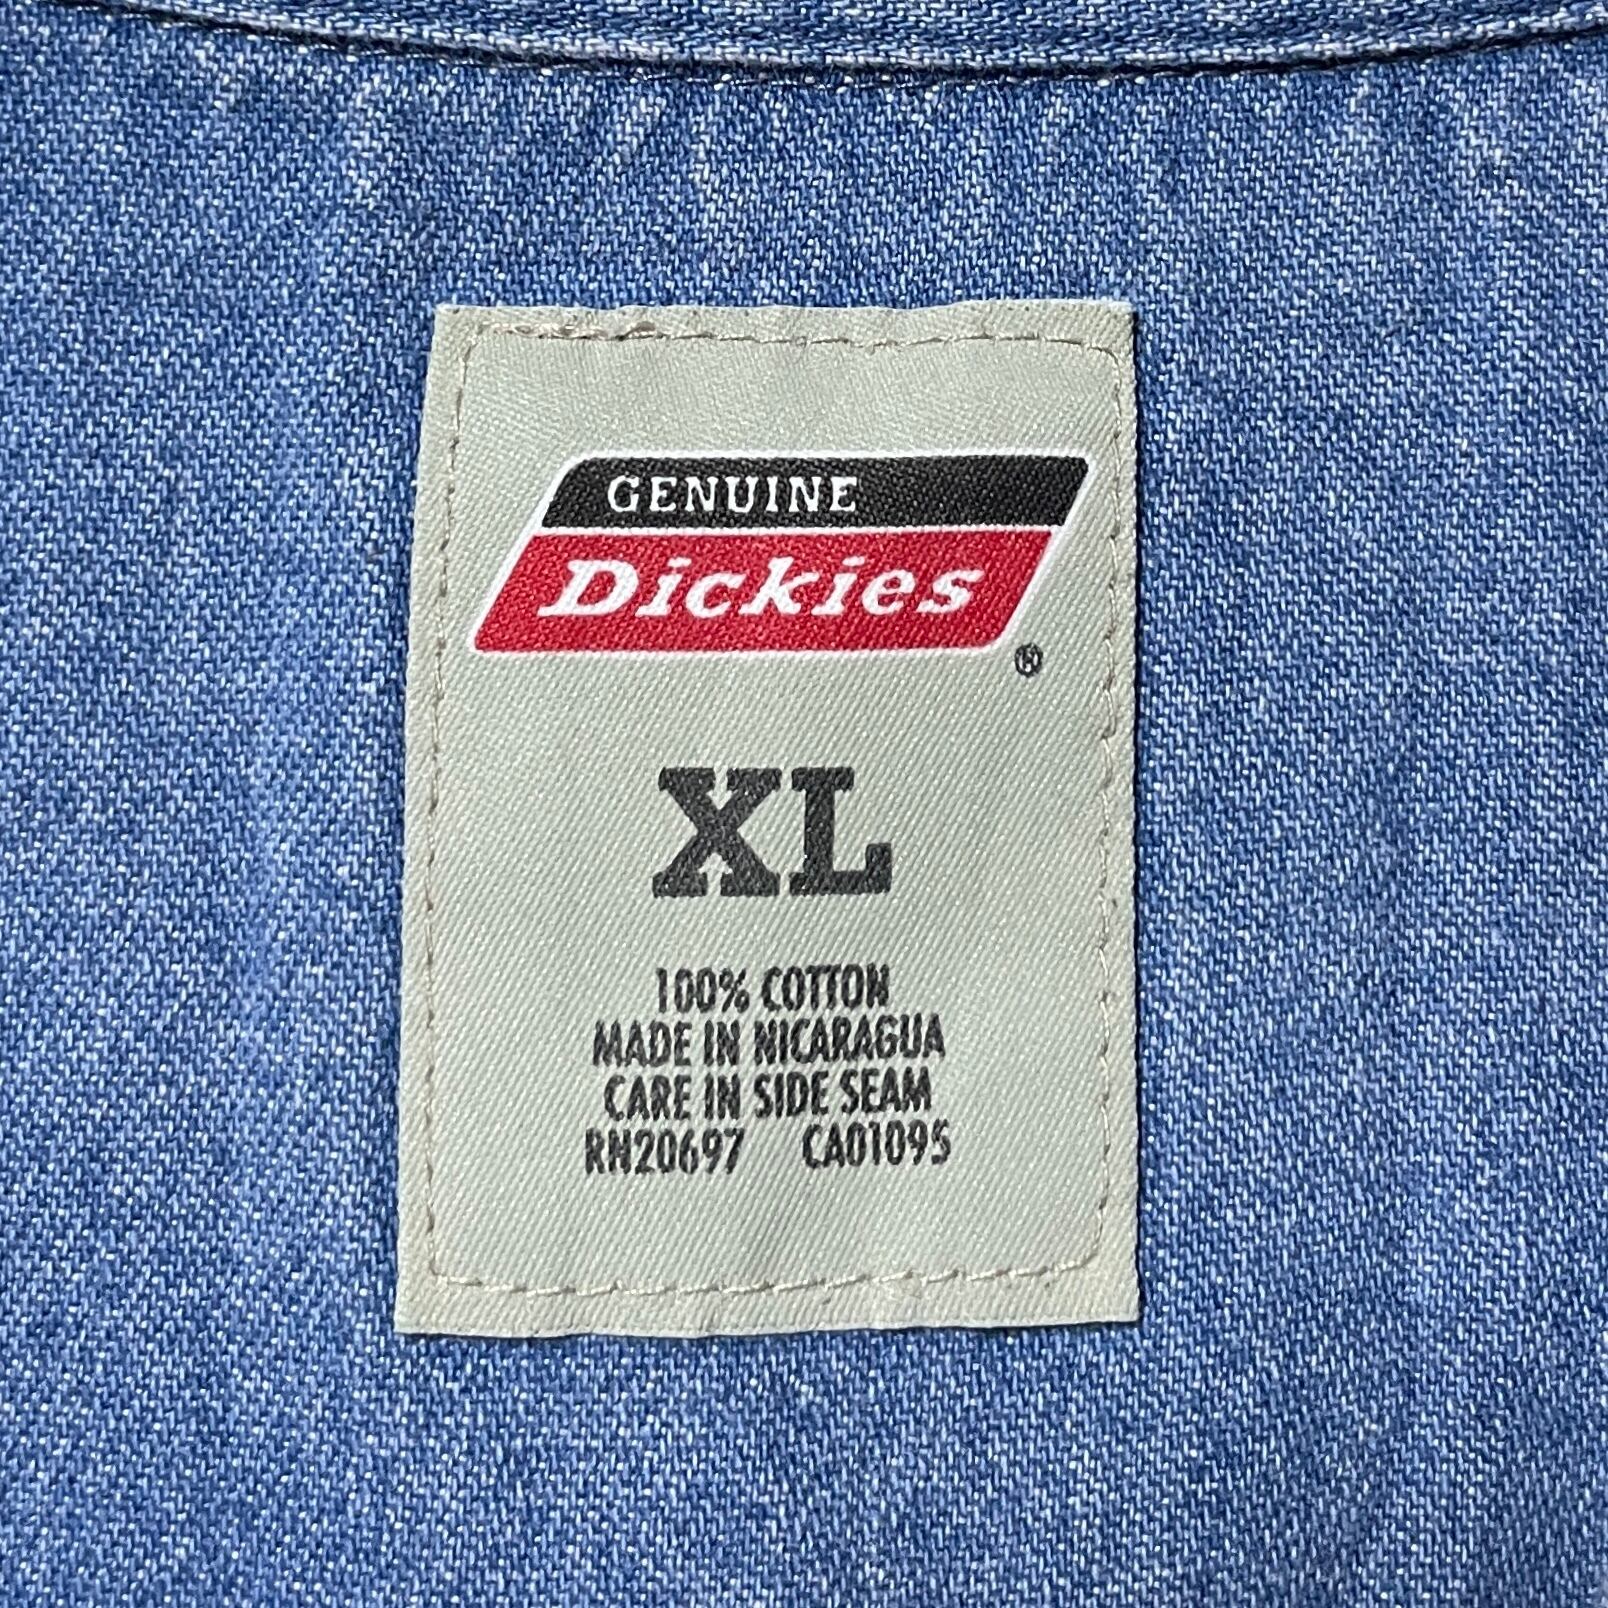 GENUINE
Dickies
®
XL
100% COTTON
MADE IN NICARAGUA
CARE IN SIDE SEAM
RN20697 CA01095